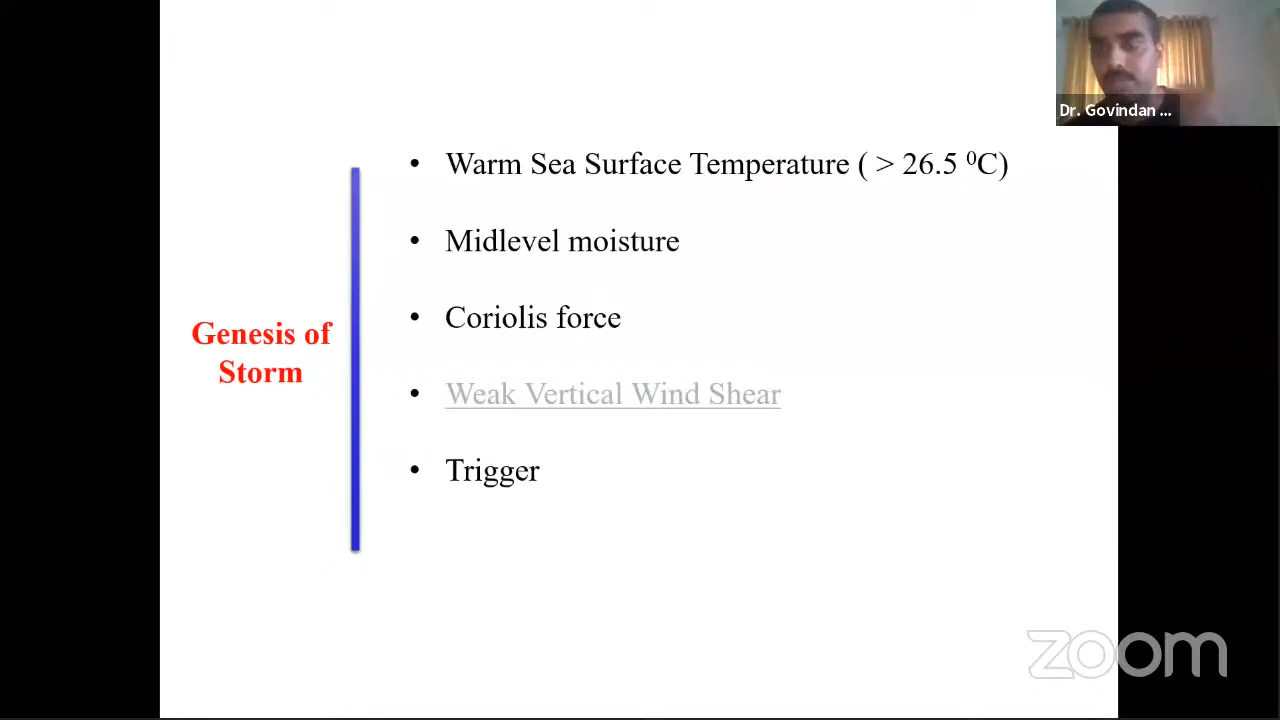 Dr. Govindan ...
• Warm Sea Surface Temperature ( > 26.5 ⁰C)
• Midlevel moisture
• Coriolis force
Genesis of
Storm
• Weak Vertical Wind Shear
• Trigger
zoom